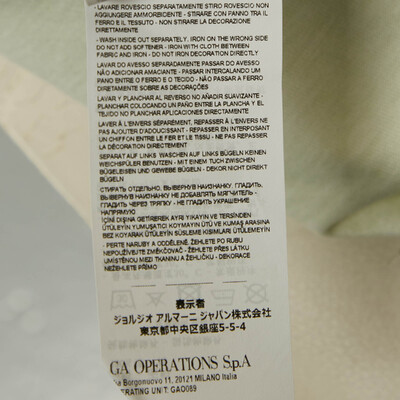 - LAVARE ROVESCIO SEPARATAMENTE STIRO ROVESCIO NON
AGGIUNGERE AMMORBIDENTE - STIRARE CON PANNO TRA IL
FERRO E IL TESSUTO - NON STIRARE LA DECORAZIONE
DIRETTAMENTE
- WASH INSIDE OUT SEPARATELY. IRON ON THE WRONG SIDE
DO NOT ADD SOFTENER - IRON WITH CLOTH BETWEEN
FABRIC AND IRON - DO NOT IRON DECORATION DIRECTLY
LAVAR DO AVESSO SEPARADAMENTE PASSAR DO AVESSO
NÃO ADICIONAR AMACIANTE - PASSAR INTERCALANDO UM
PANO ENTRE O FERRO E O TECIDO - NÃO PASSAR A FERRO
DIRECTAMENTE SOBRE AS DECORAÇÕES
LAVAR Y PLANCHAR AL REVERSO NO AÑADIR SUAVIZANTE -
PLANCHAR COLOCANDO UN PAÑO ENTRE LA PLANCHA Y EL
TEJIDO NO PLANCHAR APLICACIONES DIRECTAMENTE
LAVER À L'ENVERS SÉPARÉMENT, REPASSER À L'ENVERS NE
PAS AJOUTER D'ADOUCISSANT - REPASSER EN INTERPOSANT
UN CHIFFON ENTRE LE FER ET LE TISSU - NE PAS REPASSER
DIRECTEMENT LA DÉCORATION
SEPARAT AUF LINKS WASCHEN AUF LINKS BÜGELN KEINEN
WEICHSPÜLER BENUTZEN - MIT EINEM TUCH ZWISCHEN
BÜGELEISEN UND GEWEBE BÜGELN - DEKOR NICHT DIREKT
BÜGELN
СТИРАТЬ ОТДЕЛЬНО, ВЫВЕРНУВ НАИЗНАНКУ, ГЛАДИТЬ,
ВЫВЕРНУВ НАИЗНАНКУ НЕ ДОБАВЛЯТЬ МЯГЧИТЕЛЬ -
ГЛАДИТЬ ЧЕРЕЗ ТРЯПКУ - НЕ ГЛАДИТЬ УКРАШЕНИЕ
НАПРЯМУЮ
İÇİNİ DIŞINA GETİREREK AYRI YIKAYIN VE TERSİNDEN
ÜTÜLEYİN YUMUŞATICI KOYMAYIN ÜTÜ VE KUMAŞ ARASINA
BEZ KOYARAK ÜTÜLEYİN SÜSLEMELERİ DİREKT ÜTÜLEMEYİN
- PERTE NARUBY A ODDĚLENĚ. ŽEHLETE PO RUBU
NEPOUŽÍVEJTE ZMĚKČOVAČ - ŽEHLETE PŘES LÁTKU
UMÍSTĚNOU MEZI TKANINU A ŽEHLIČKU - DEKORACE
NEŽEHLETE PŘÍMO
表示者
ジョルジオ アルマーニ ジャパン株式会社
東京都中央区銀座5-5-4
GA OPERATIONS S.p.A
Borgonuovo 11, 20121 MILANO Italia
UNIT: GAO089